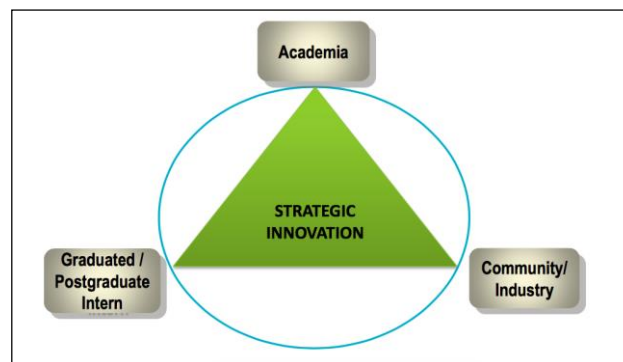 Academia
STRATEGIC
INNOVATION
Graduated /
Postgraduate
Intern
Community/
Industry